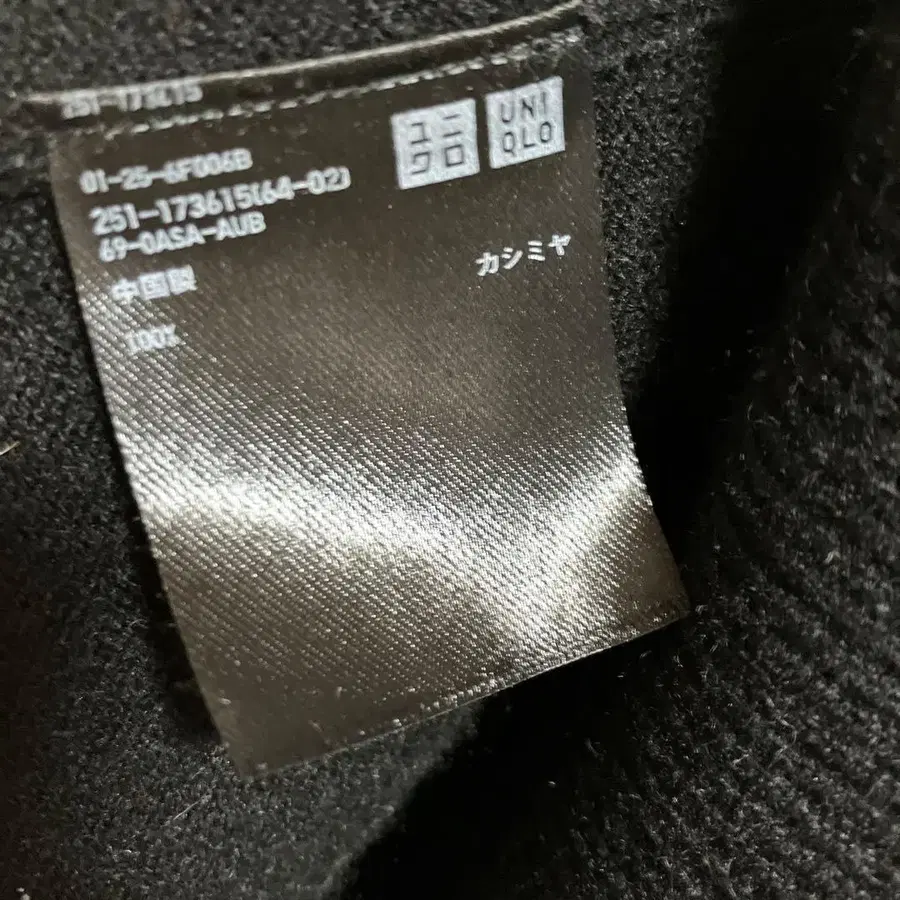 251-173615
ユニ
クロ
UNI
QLO
01-25-6F006B
251-173615(64-02)
69-0ASA-AUB
中国製
カシミヤ
100%